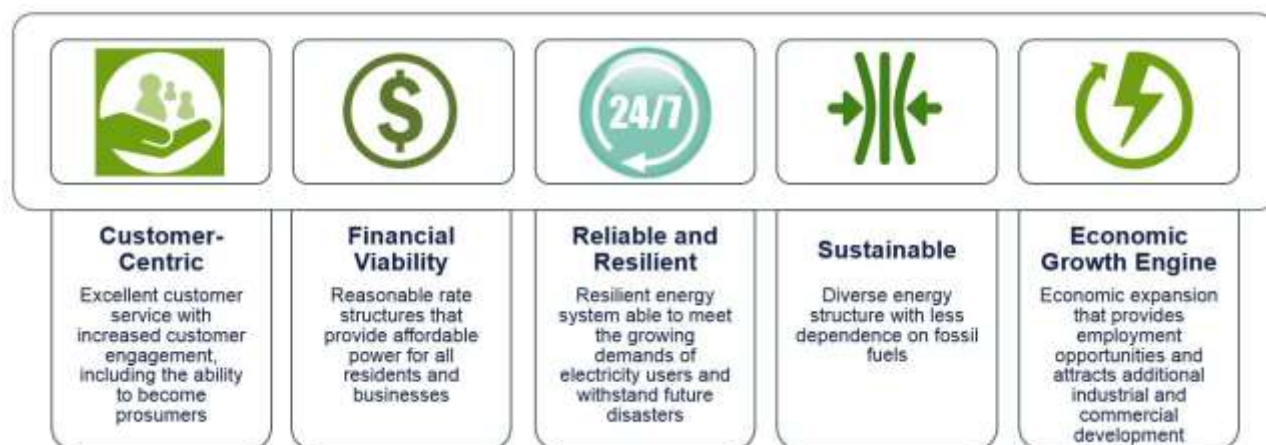 24/7
Customer-
Centric
Excellent customer
service with
increased customer
engagement,
including the ability
to become
prosumers
Financial
Viability
Reasonable rate
structures that
provide affordable
power for all
residents and
businesses
Reliable and
Resilient
Resilient energy
system able to meet
the growing
demands of
electricity users and
withstand future
disasters
Sustainable
Diverse energy
structure with less
dependence on fossil
fuels
Economic
Growth Engine
Economic expansion
that provides
employment
opportunities and
attracts additional
industrial and
commercial
development